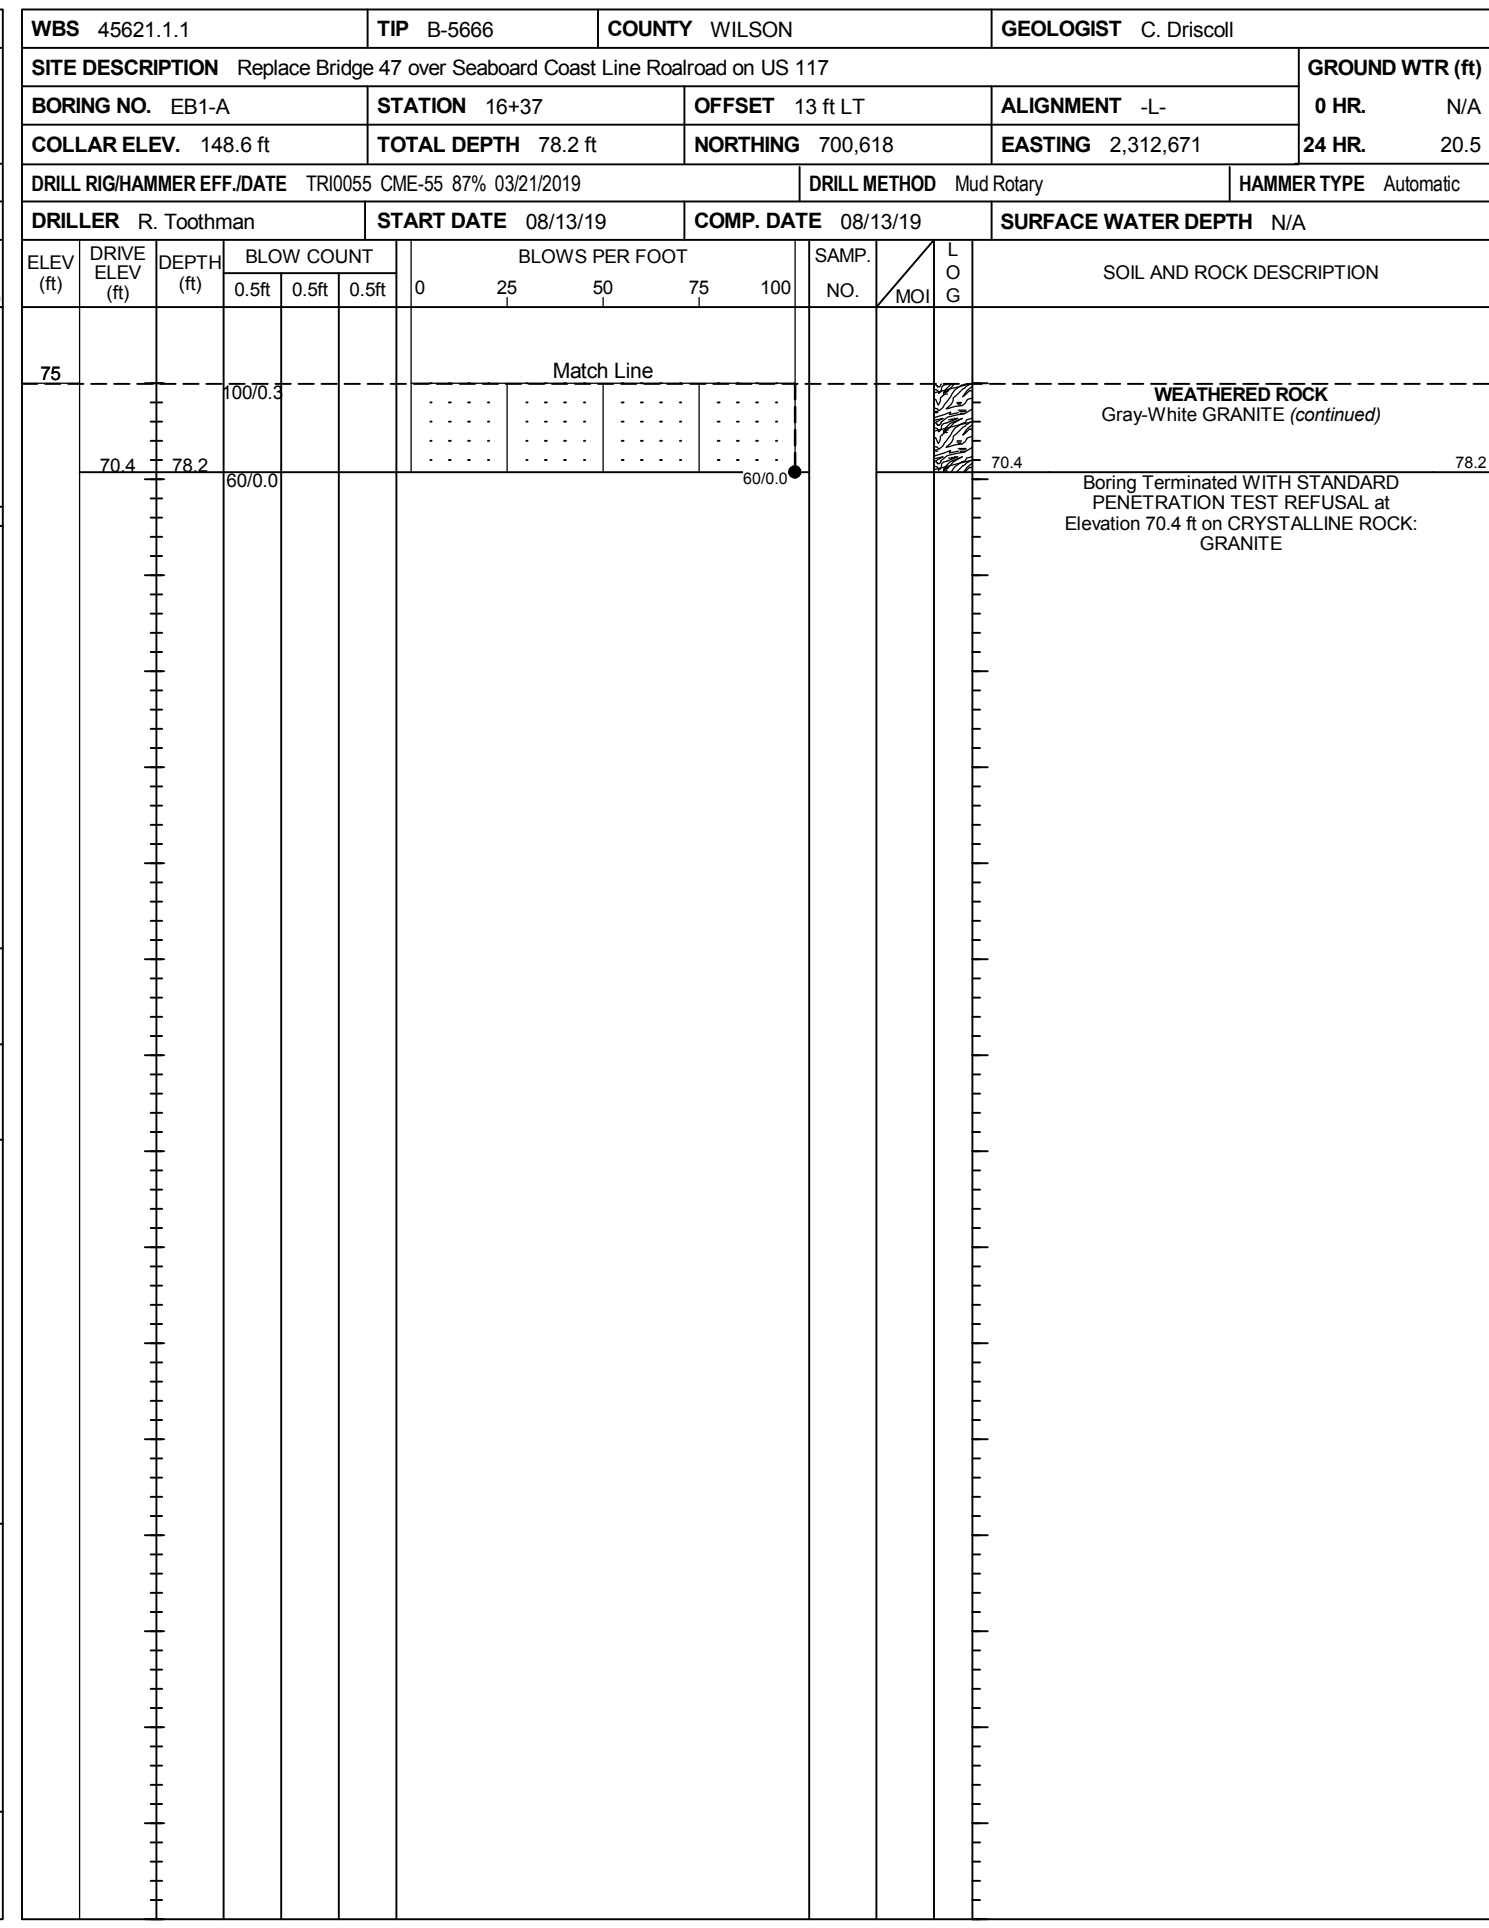 WBS 45621.1.1 TIP B-5666 COUNTY WILSON GEOLOGIST C. Driscoll
SITE DESCRIPTION Replace Bridge 47 over Seaboard Coast Line Roalroad on US 117 GROUND WTR (ft)
BORING NO. EB1-A STATION 16+37 OFFSET 13 ft LT ALIGNMENT -L- 0 HR. N/A
COLLAR ELEV. 148.6 ft TOTAL DEPTH 78.2 ft NORTHING 700,618 EASTING 2,312,671 24 HR. 20.5
DRILL RIG/HAMMER EFF./DATE TRI0055 CME-55 87% 03/21/2019 DRILL METHOD Mud Rotary HAMMER TYPE Automatic
DRILLER R. Toothman START DATE 08/13/19 COMP. DATE 08/13/19 SURFACE WATER DEPTH N/A
ELEV (ft) DRIVE ELEV (ft) DEPTH (ft) BLOW COUNT BLOWS PER FOOT SAMP. NO. MOI LOG SOIL AND ROCK DESCRIPTION
0.5ft 0.5ft 0.5ft 0 25 50 75 100
75 Match Line
100/0.3 WEATHERED ROCK
Gray-White GRANITE (continued)
70.4 78.2 70.4 78.2
60/0.0 60/0.0
Boring Terminated WITH STANDARD
PENETRATION TEST REFUSAL at
Elevation 70.4 ft on CRYSTALLINE ROCK:
GRANITE